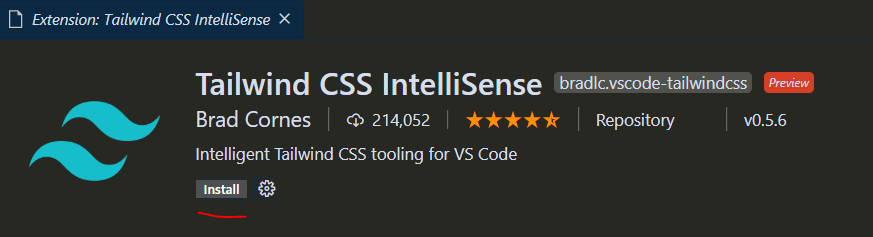 Extension: Tailwind CSS IntelliSense
Tailwind CSS IntelliSense bradlc.vscode-tailwindcss Preview
Brad Cornes 214,052 Repository v0.5.6
Intelligent Tailwind CSS tooling for VS Code
Install